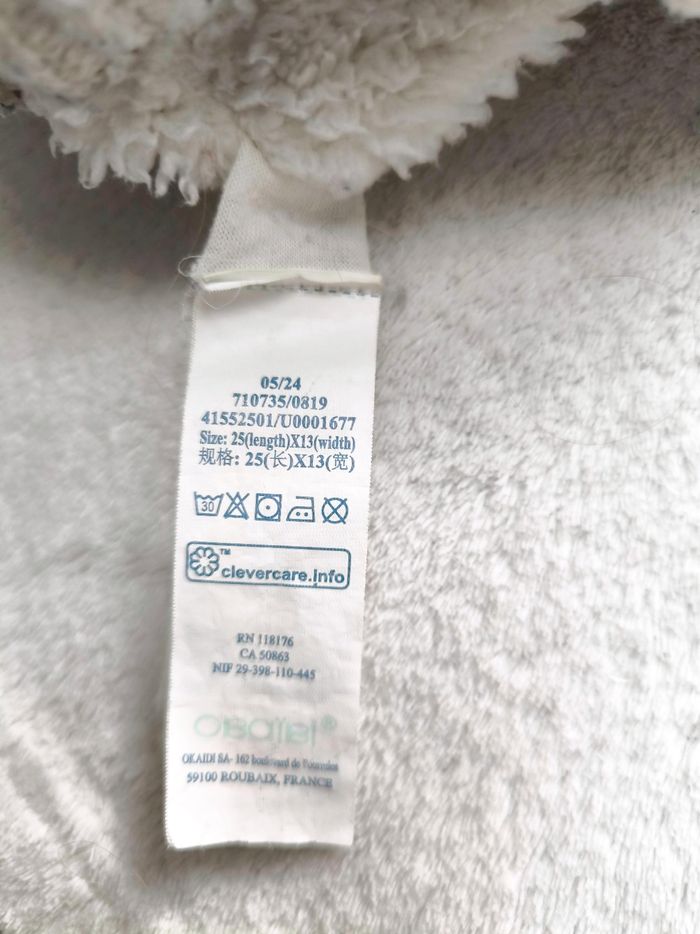 05/24
710735/0819
41552501/U0001677
Size: 25(length)X13(width)
规格: 25(长)X13(宽)
30
™
clevercare.info
RN 118176
CA 50863
NIF 29-398-110-445
OKAIDI SA- 162 boulevard de Fourmies
59100 ROUBAIX, FRANCE